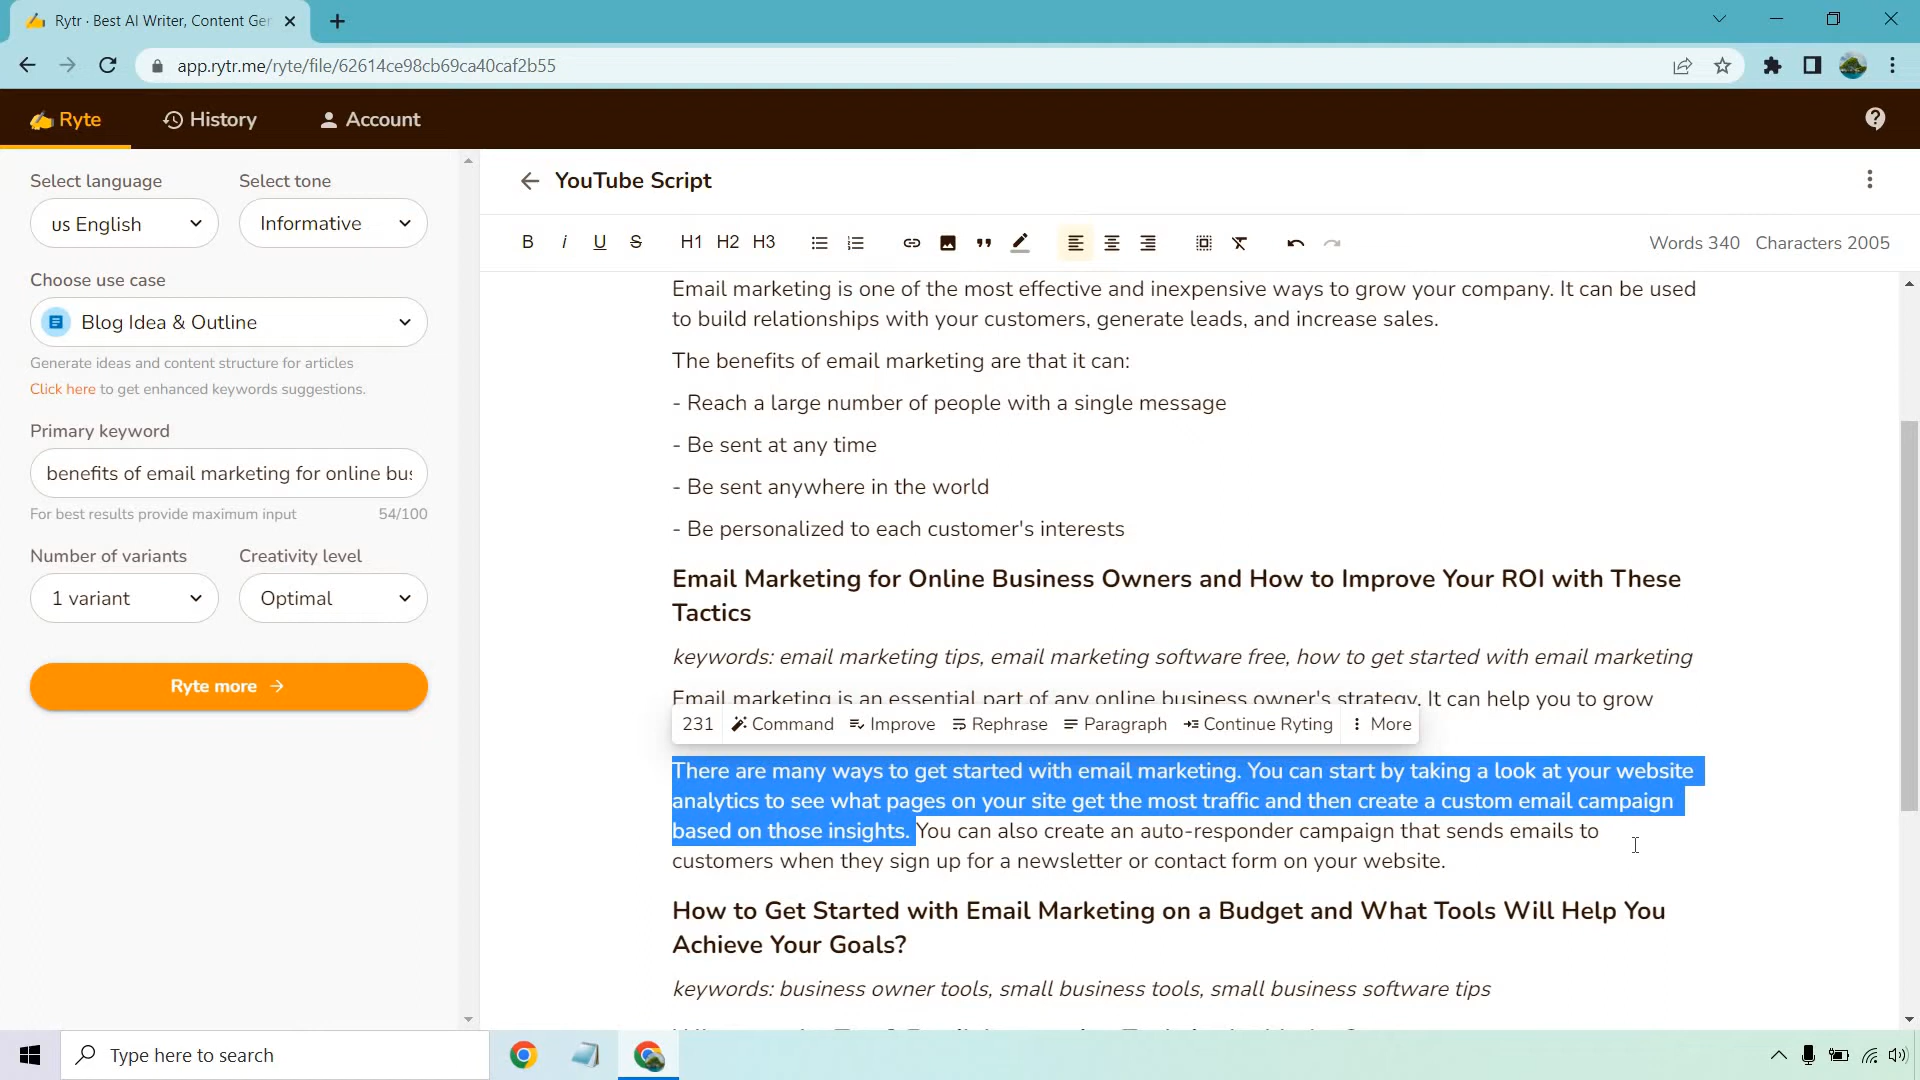 Rytr · Best AI Writer, Content Ger
app.rytr.me/ryte/file/62614ce98cb69ca40caf2b55
Ryte
History
Account
Select language
Select tone
us English
Informative
Choose use case
Blog Idea & Outline
Generate ideas and content structure for articles
Click here to get enhanced keywords suggestions.
Primary keyword
benefits of email marketing for online bus
For best results provide maximum input
54/100
Number of variants
Creativity level
1 variant
Optimal
Ryte more
YouTube Script
B i U S H1 H2 H3
Words 340 Characters 2005
Email marketing is one of the most effective and inexpensive ways to grow your company. It can be used
to build relationships with your customers, generate leads, and increase sales.
The benefits of email marketing are that it can:
- Reach a large number of people with a single message
- Be sent at any time
- Be sent anywhere in the world
- Be personalized to each customer's interests
Email Marketing for Online Business Owners and How to Improve Your ROI with These
Tactics
keywords: email marketing tips, email marketing software free, how to get started with email marketing
Email marketing is an essential part of any online business owner's strategy. It can help you to grow
231 Command Improve Rephrase Paragraph Continue Ryting More
There are many ways to get started with email marketing. You can start by taking a look at your website
analytics to see what pages on your site get the most traffic and then create a custom email campaign
based on those insights. You can also create an auto-responder campaign that sends emails to
customers when they sign up for a newsletter or contact form on your website.
How to Get Started with Email Marketing on a Budget and What Tools Will Help You
Achieve Your Goals?
keywords: business owner tools, small business tools, small business software tips
Type here to search